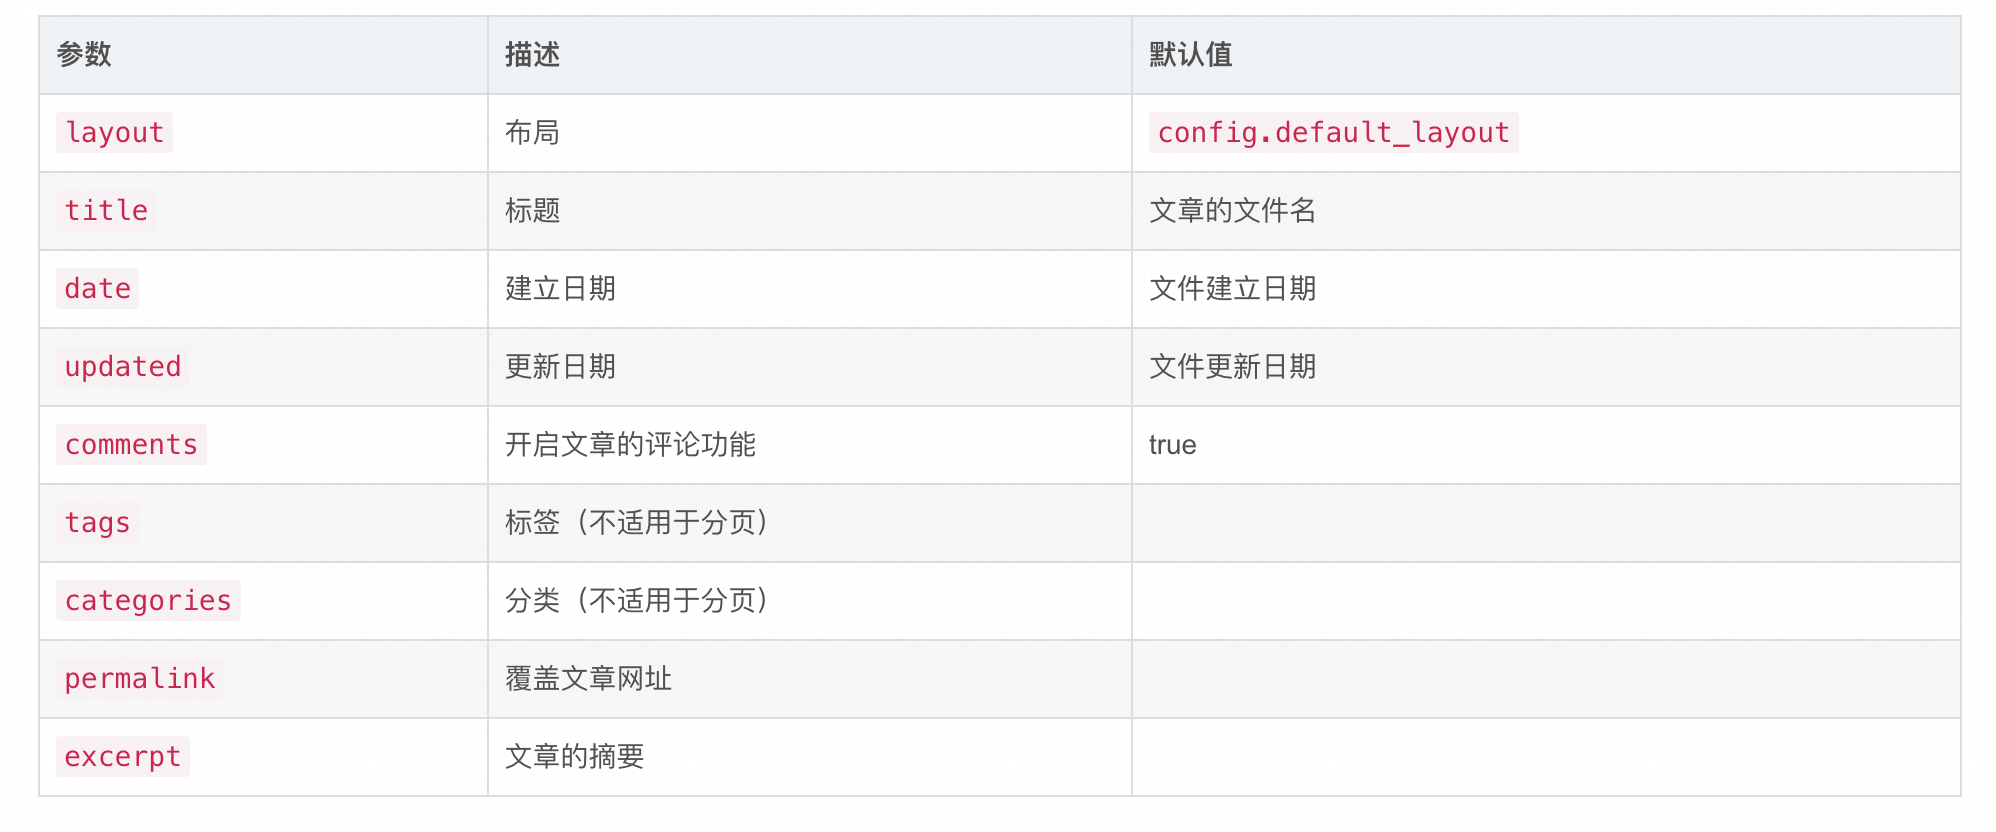 参数 描述 默认值
layout 布局 config.default_layout
title 标题 文章的文件名
date 建立日期 文件建立日期
updated 更新日期 文件更新日期
comments 开启文章的评论功能 true
tags 标签（不适用于分页）
categories 分类（不适用于分页）
permalink 覆盖文章网址
excerpt 文章的摘要